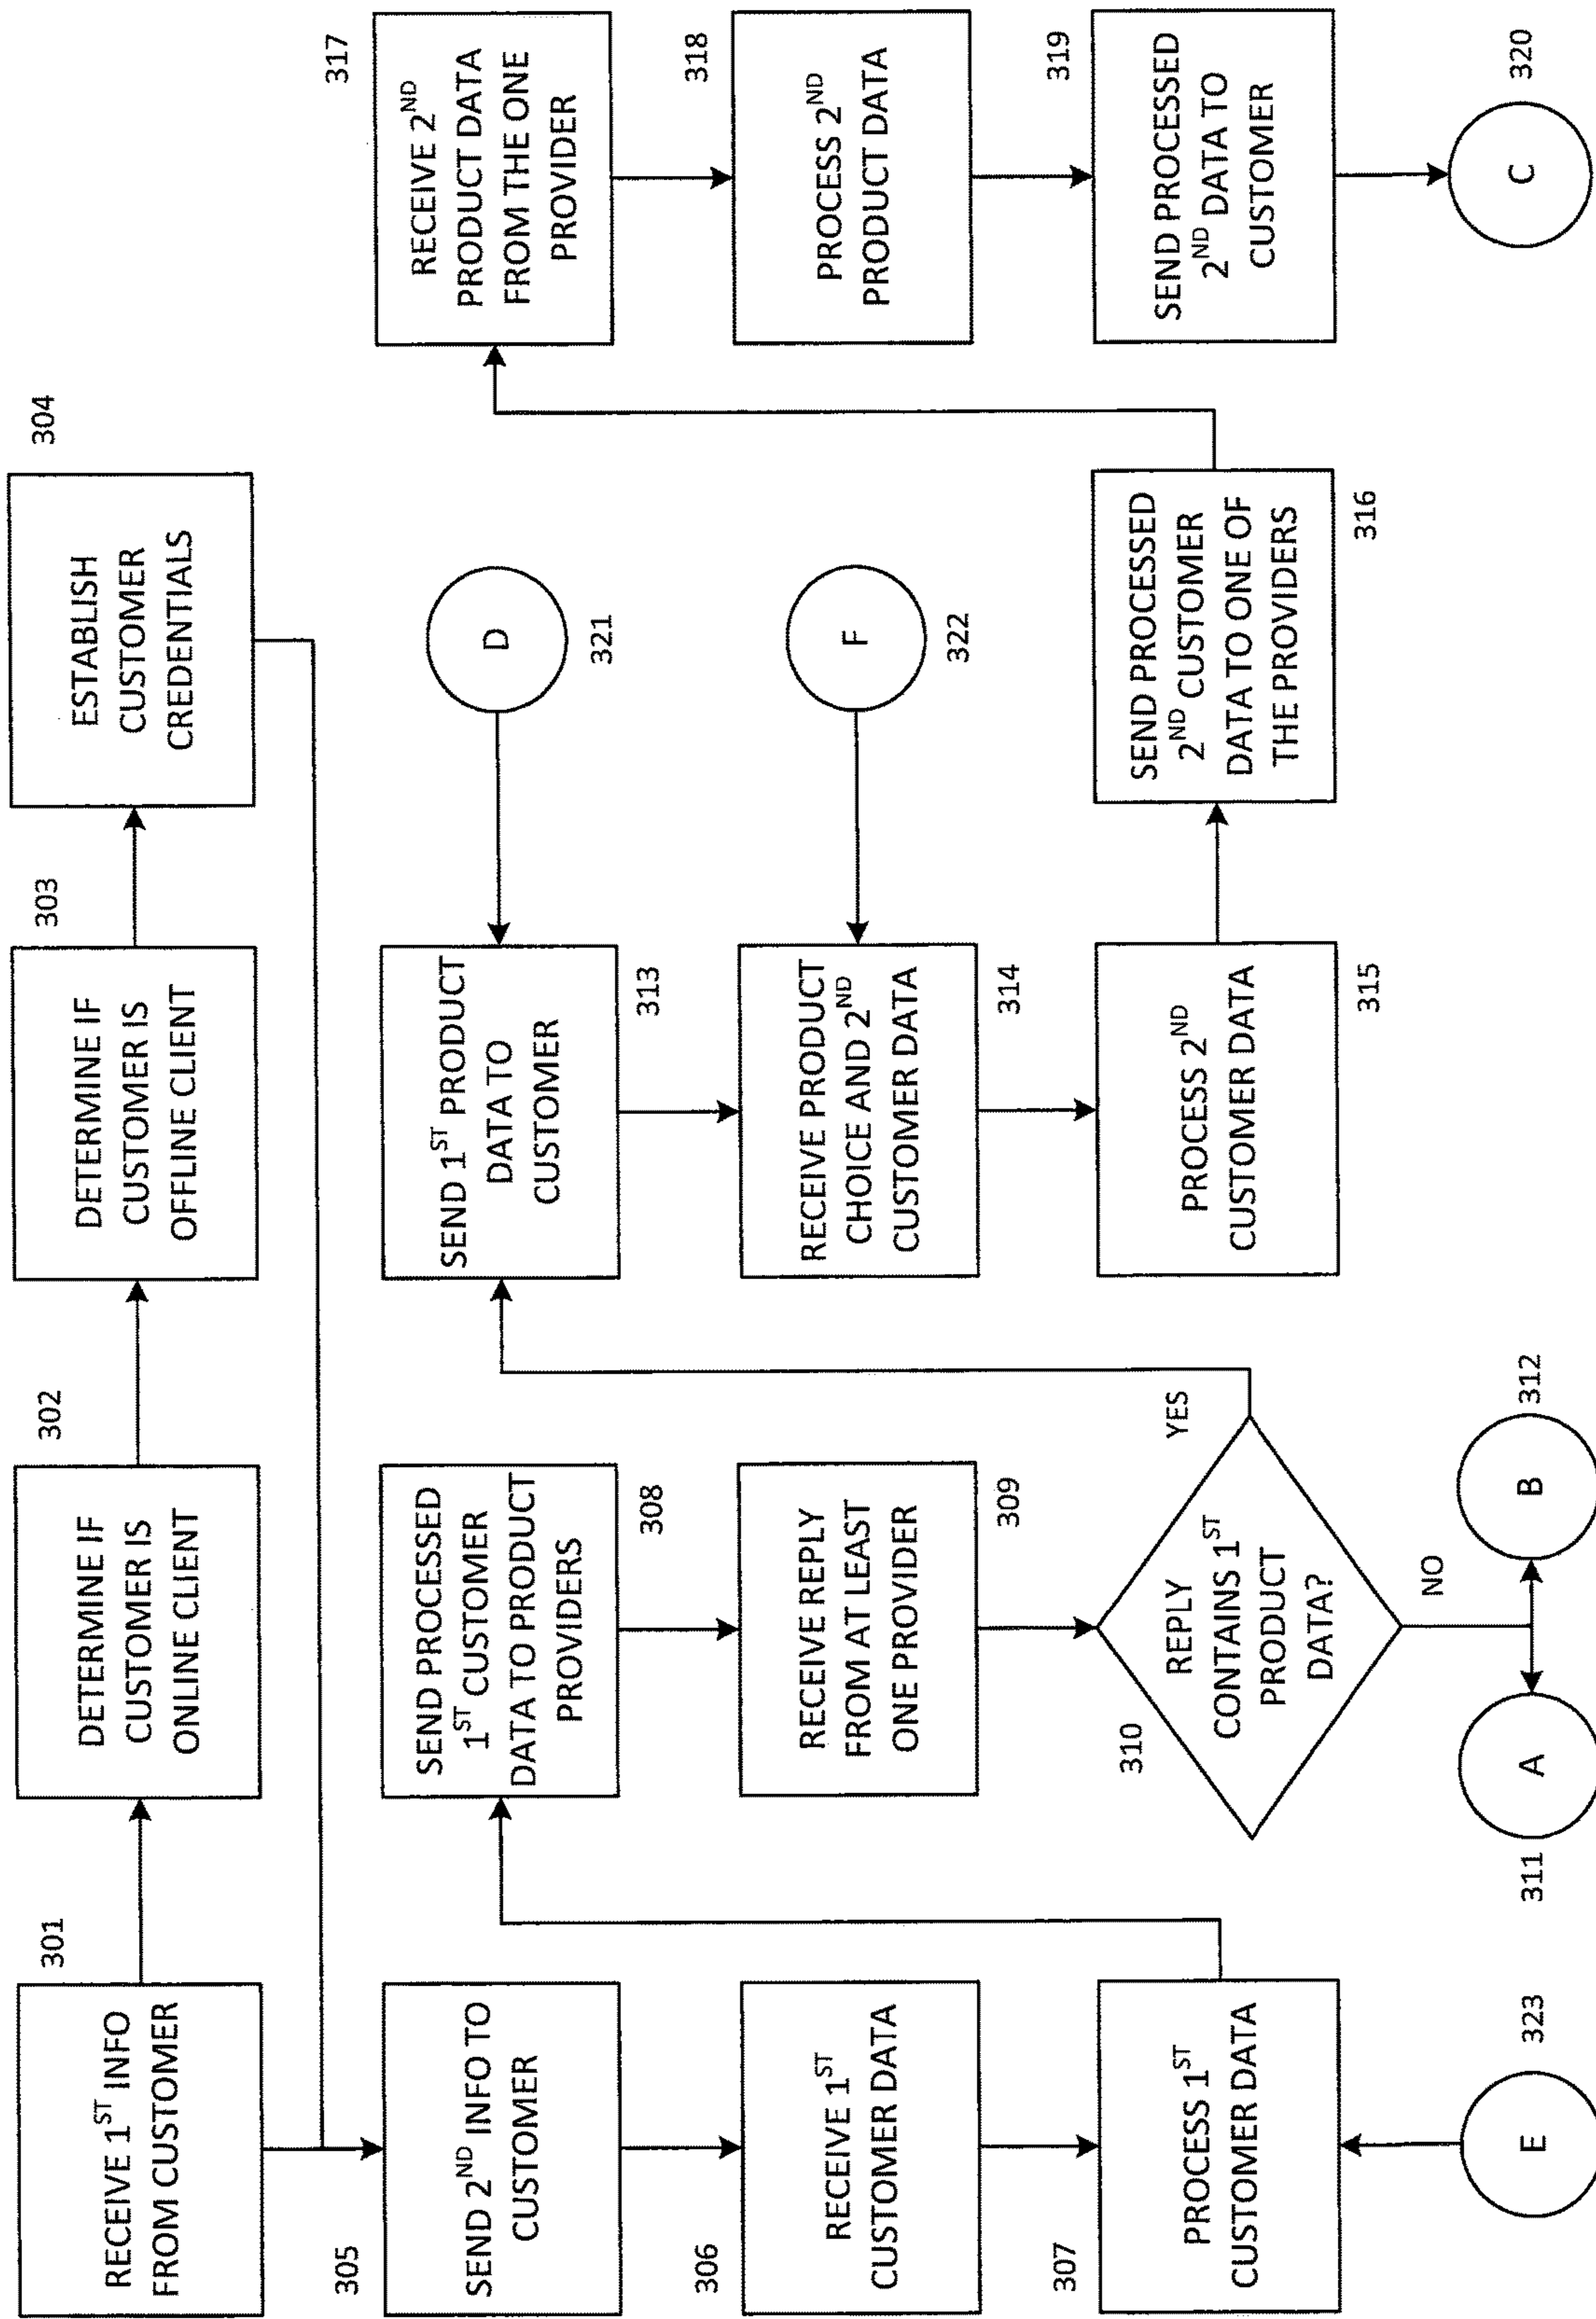 301
RECEIVE 1ST INFO
FROM CUSTOMER
302
DETERMINE IF
CUSTOMER IS
ONLINE CLIENT
303
DETERMINE IF
CUSTOMER IS
OFFLINE CLIENT
304
ESTABLISH
CUSTOMER
CREDENTIALS
305
SEND 2ND INFO TO
CUSTOMER
306
RECEIVE 1ST
CUSTOMER DATA
307
PROCESS 1ST
CUSTOMER DATA
E
323
SEND PROCESSED
1ST CUSTOMER
DATA TO PRODUCT
PROVIDERS
308
RECEIVE REPLY
FROM AT LEAST
ONE PROVIDER
309
310
REPLY
CONTAINS 1ST
PRODUCT
DATA?
YES
NO
A
311
B
312
D
321
SEND 1ST PRODUCT
DATA TO
CUSTOMER
313
F
322
RECEIVE PRODUCT
CHOICE AND 2ND
CUSTOMER DATA
314
PROCESS 2ND
CUSTOMER DATA
315
SEND PROCESSED
2ND CUSTOMER
DATA TO ONE OF
THE PROVIDERS
316
317
RECEIVE 2ND
PRODUCT DATA
FROM THE ONE
PROVIDER
318
PROCESS 2ND
PRODUCT DATA
319
SEND PROCESSED
2ND DATA TO
CUSTOMER
C
320